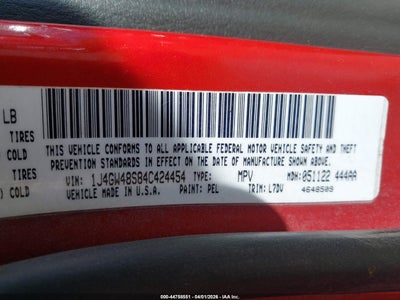 LB
TIRES
COLD
TIRES
COLD
THIS VEHICLE CONFORMS TO ALL APPLICABLE FEDERAL MOTOR VEHICLE SAFETY AND THEFT
PREVENTION STANDARDS IN EFFECT ON THE DATE OF MANUFACTURE SHOWN ABOVE.
VIN: 1J4GW48S84C424454 TYPE: MPV MDH: 051122 444AA
MADE IN U.S.A. PAINT: PEL TRIM: L7DV 4648509
000-44758551 - 04/01/2026 - IAA Inc.